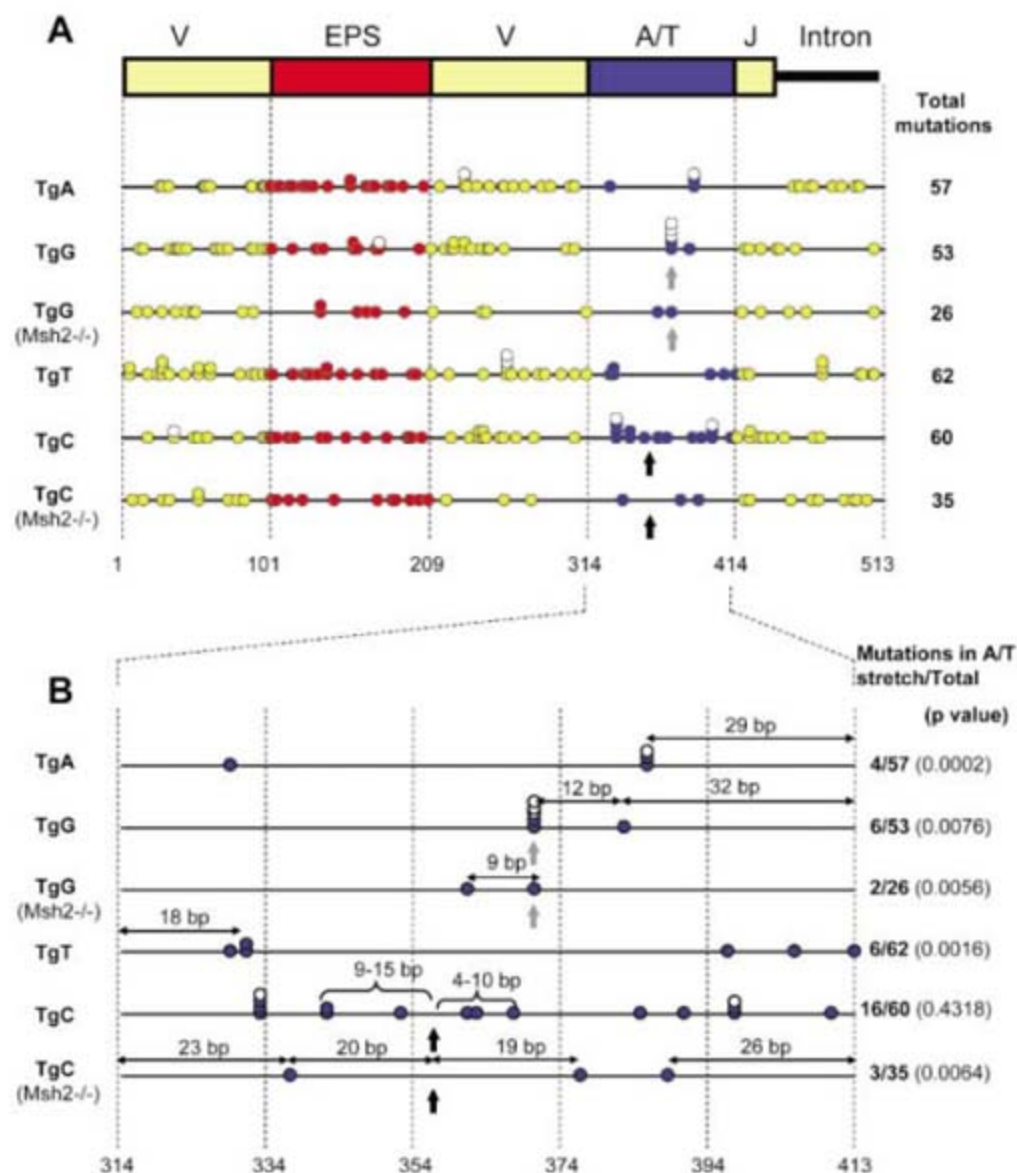 A
V EPS V A/T J Intron
Total
mutations
TgA 57
TgG 53
TgG 26
(Msh2-/-)
TgT 62
TgC 60
TgC 35
(Msh2-/-)
1 101 209 314 414 513
B
Mutations in A/T
stretch/Total
(p value)
29 bp
TgA 4/57 (0.0002)
12 bp 32 bp
TgG 6/53 (0.0076)
9 bp
TgG 2/26 (0.0056)
(Msh2-/-)
18 bp
TgT 6/62 (0.0016)
9-15 bp 4-10 bp
TgC 16/60 (0.4318)
23 bp 20 bp 19 bp 26 bp
TgC 3/35 (0.0064)
(Msh2-/-)
314 334 354 374 394 413